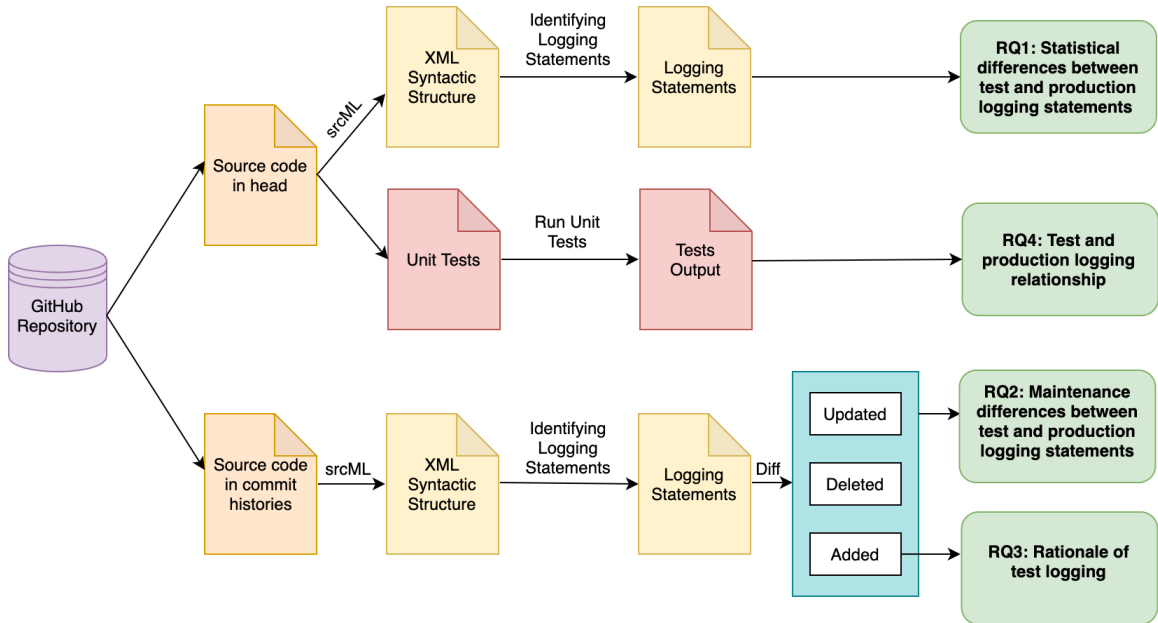 GitHub
Repository
Source code
in head
srcML
XML
Syntactic
Structure
Identifying
Logging
Statements
Logging
Statements
RQ1: Statistical
differences between
test and production
logging statements
Unit Tests
Run Unit
Tests
Tests
Output
RQ4: Test and
production logging
relationship
Source code
in commit
histories
srcML
XML
Syntactic
Structure
Identifying
Logging
Statements
Logging
Statements
Diff
Updated
Deleted
Added
RQ2: Maintenance
differences between
test and production
logging statements
RQ3: Rationale of
test logging